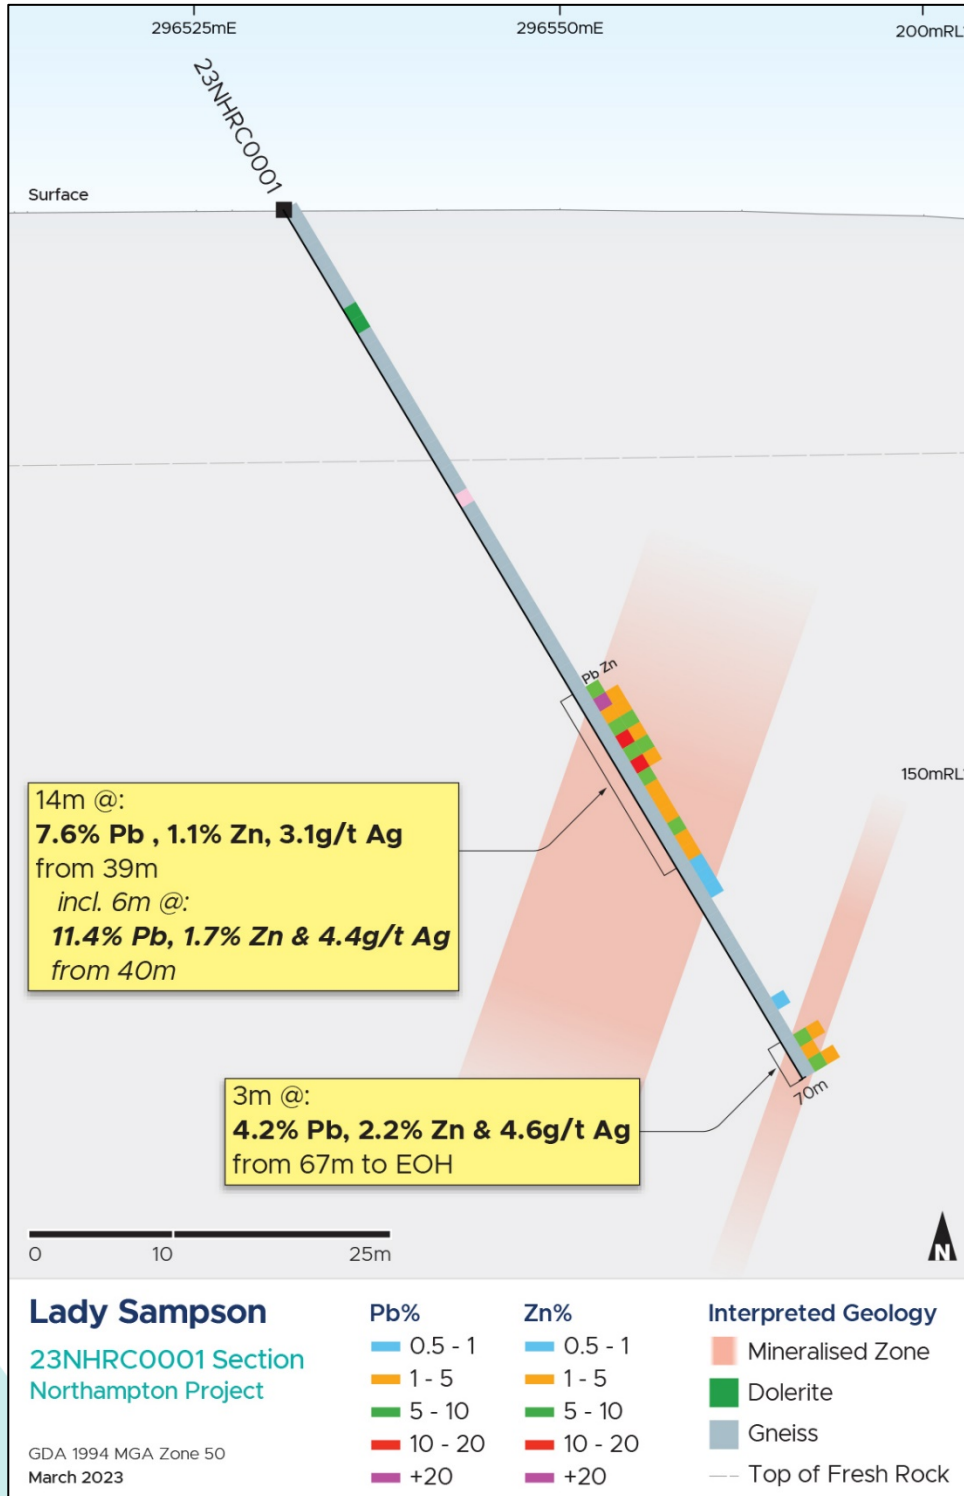 296525mE
296550mE
200mRL
23NHRC0001
Surface
Pb Zn
150mRL
14m @:
7.6% Pb , 1.1% Zn, 3.1g/t Ag
from 39m
incl. 6m @:
11.4% Pb, 1.7% Zn & 4.4g/t Ag
from 40m
70m
3m @:
4.2% Pb, 2.2% Zn & 4.6g/t Ag
from 67m to EOH
0 10 25m
N
Lady Sampson
23NHRC0001 Section
Northampton Project
GDA 1994 MGA Zone 50
March 2023
Pb%
0.5 - 1
1 - 5
5 - 10
10 - 20
+20
Zn%
0.5 - 1
1 - 5
5 - 10
10 - 20
+20
Interpreted Geology
Mineralised Zone
Dolerite
Gneiss
Top of Fresh Rock